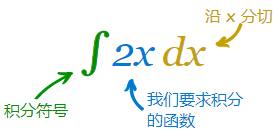 沿 x 分切
∫ 2x dx
积分符号
我们要求积分
的函数